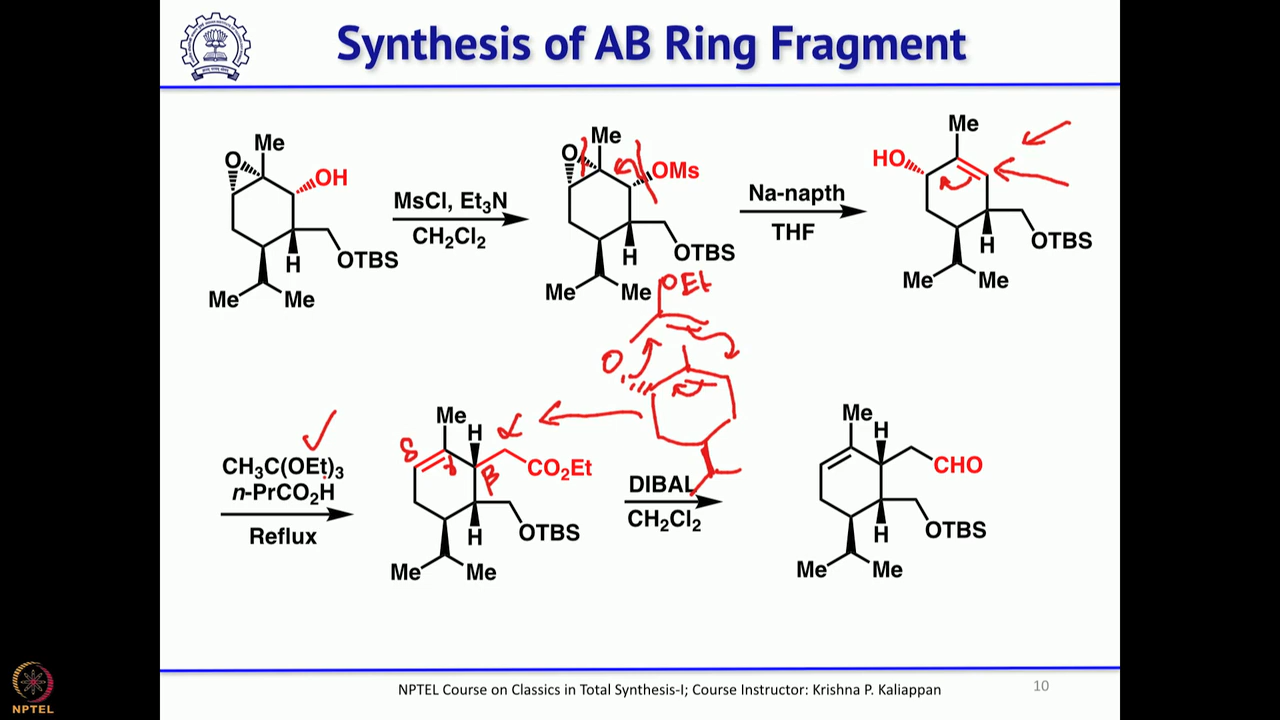 Synthesis of AB Ring Fragment
Me
O
OH
H
OTBS
Me
Me
MsCl, Et₃N
CH₂Cl₂
Me
O
OMs
H
OTBS
Me
Me
Na-napth
THF
Me
HO
H
OTBS
Me
Me
OEt
O
CH₃C(OEt)₃
n-PrCO₂H
Reflux
Me
H
α
δ
γ
β
CO₂Et
H
OTBS
Me
Me
DIBAL
CH₂Cl₂
Me
H
CHO
H
OTBS
Me
Me
NPTEL
NPTEL Course on Classics in Total Synthesis-I; Course Instructor: Krishna P. Kaliappan
10